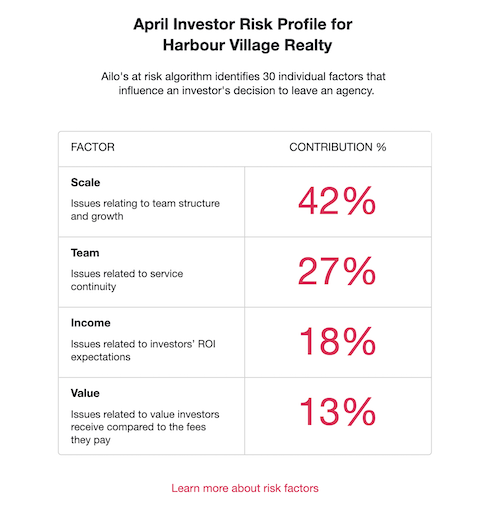 April Investor Risk Profile for
Harbour Village Realty
Ailo's at risk algorithm identifies 30 individual factors that
influence an investor's decision to leave an agency.
FACTOR
CONTRIBUTION %
Scale
Issues relating to team structure
and growth
42%
Team
Issues related to service
continuity
27%
Income
Issues related to investors’ ROI
expectations
18%
Value
Issues related to value investors
receive compared to the fees
they pay
13%
Learn more about risk factors